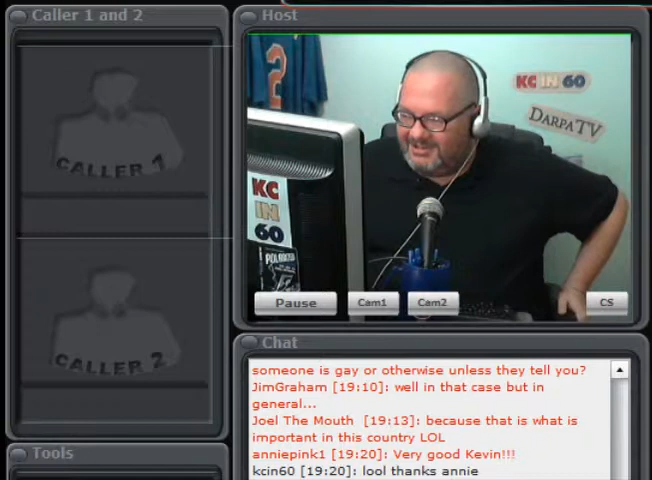 Caller 1 and 2
CALLER 1
CALLER 2
Tools
Host
2
KC IN 60
DARPATV
KC
IN
60
Pause
Cam1
Cam2
CS
Chat
someone is gay or otherwise unless they tell you?
JimGraham [19:10]: well in that case but in
general...
Joel The Mouth [19:13]: because that is what is
important in this country LOL
anniepink1 [19:20]: Very good Kevin!!!
kcin60 [19:20]: lool thanks annie